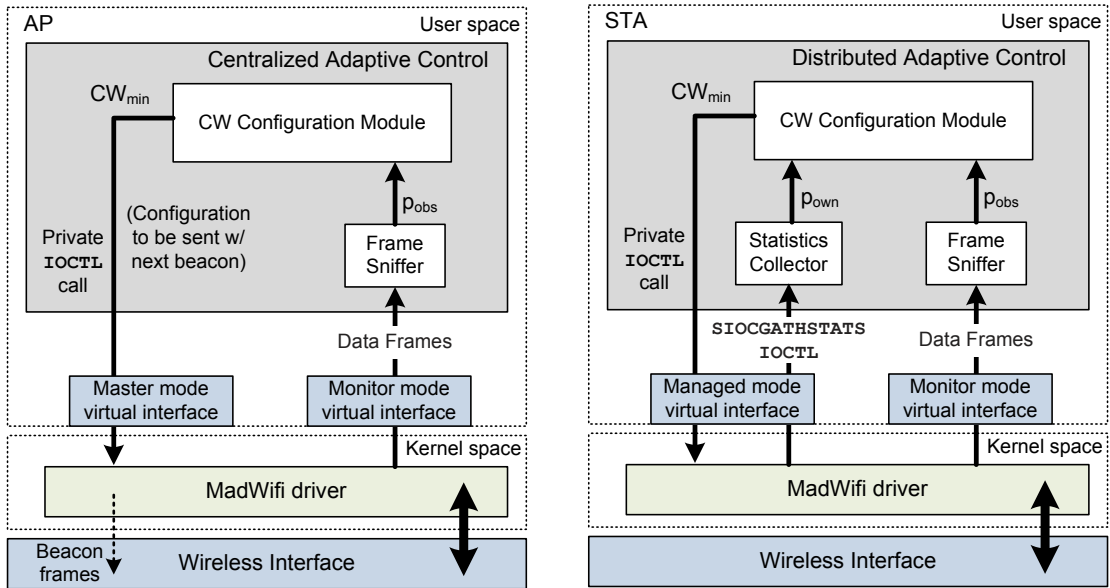 AP
User space
Centralized Adaptive Control
CWmin
CW Configuration Module
pobs
(Configuration
to be sent w/
next beacon)
Private
IOCTL
call
Frame
Sniffer
Data Frames
Master mode
virtual interface
Monitor mode
virtual interface
Kernel space
MadWifi driver
Beacon
frames
Wireless Interface
STA
User space
Distributed Adaptive Control
CWmin
CW Configuration Module
pown
pobs
Private
IOCTL
call
Statistics
Collector
Frame
Sniffer
SIOCGATHSTATS
IOCTL
Data Frames
Managed mode
virtual interface
Monitor mode
virtual interface
Kernel space
MadWifi driver
Wireless Interface